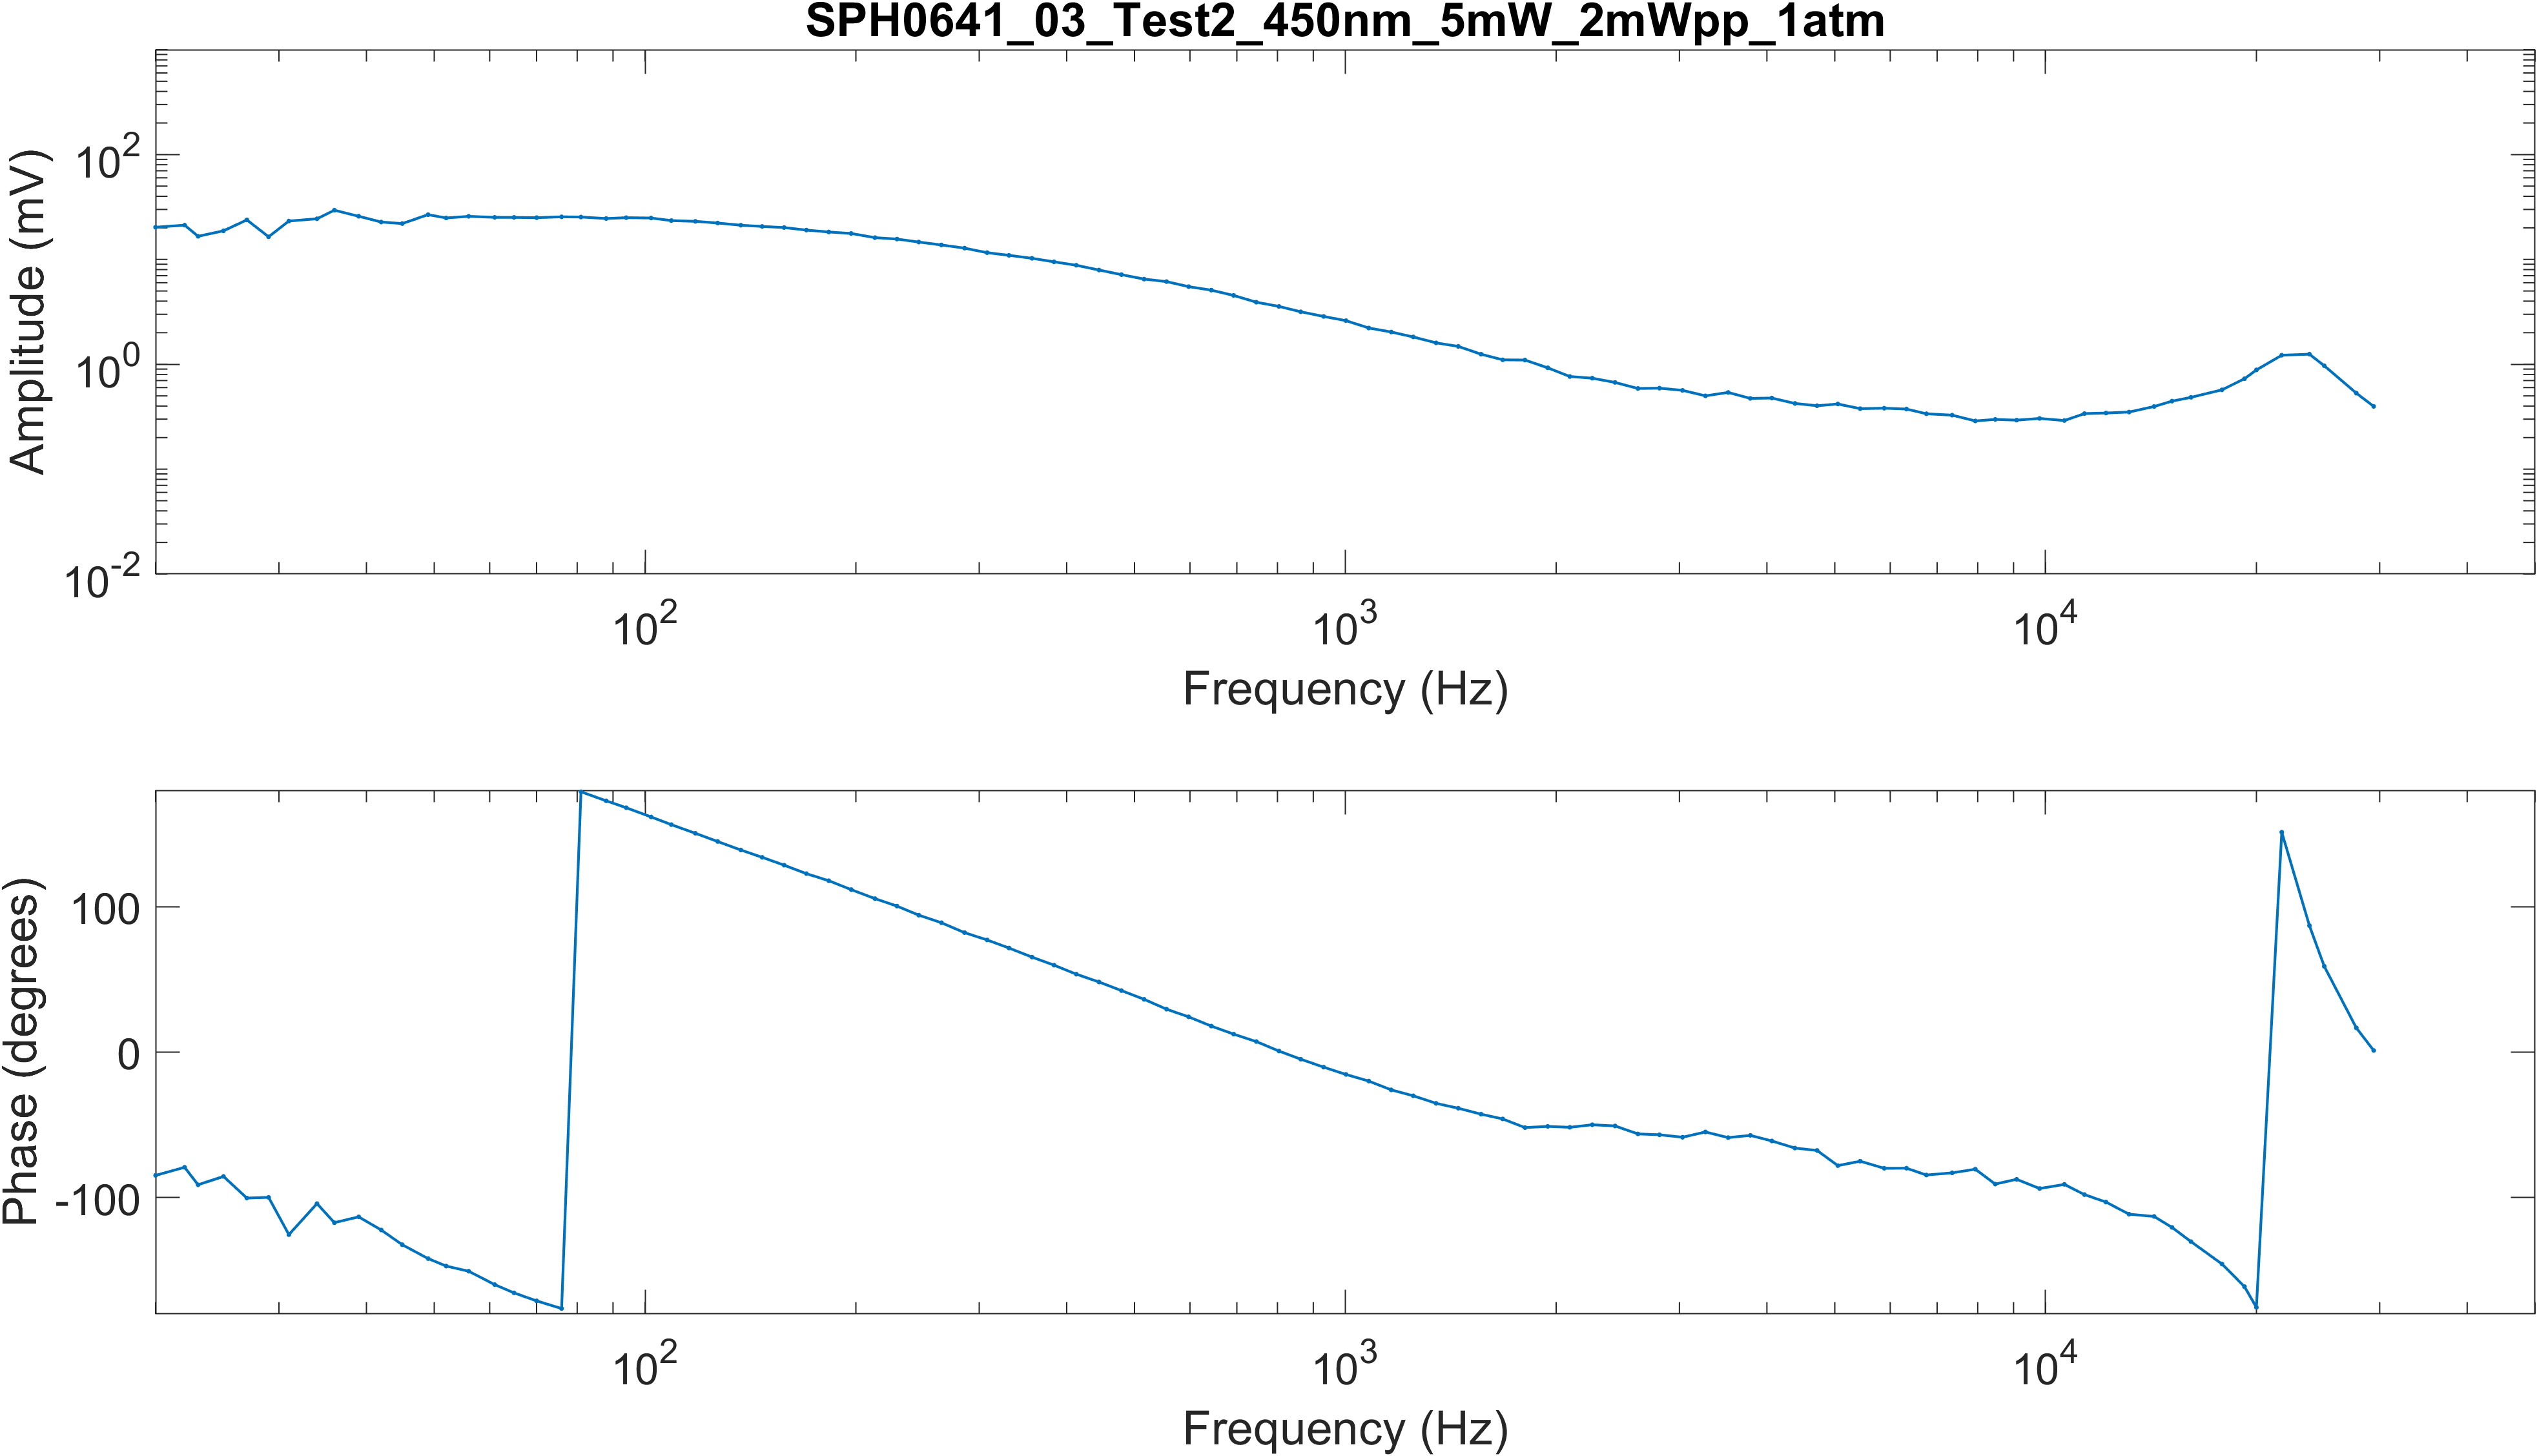 SPH0641_03_Test2_450nm_5mW_2mWpp_1atm
Amplitude (mV)
10^2
10^0
10^-2
10^2 10^3 10^4
Frequency (Hz)
Phase (degrees)
100
0
-100
10^2 10^3 10^4
Frequency (Hz)